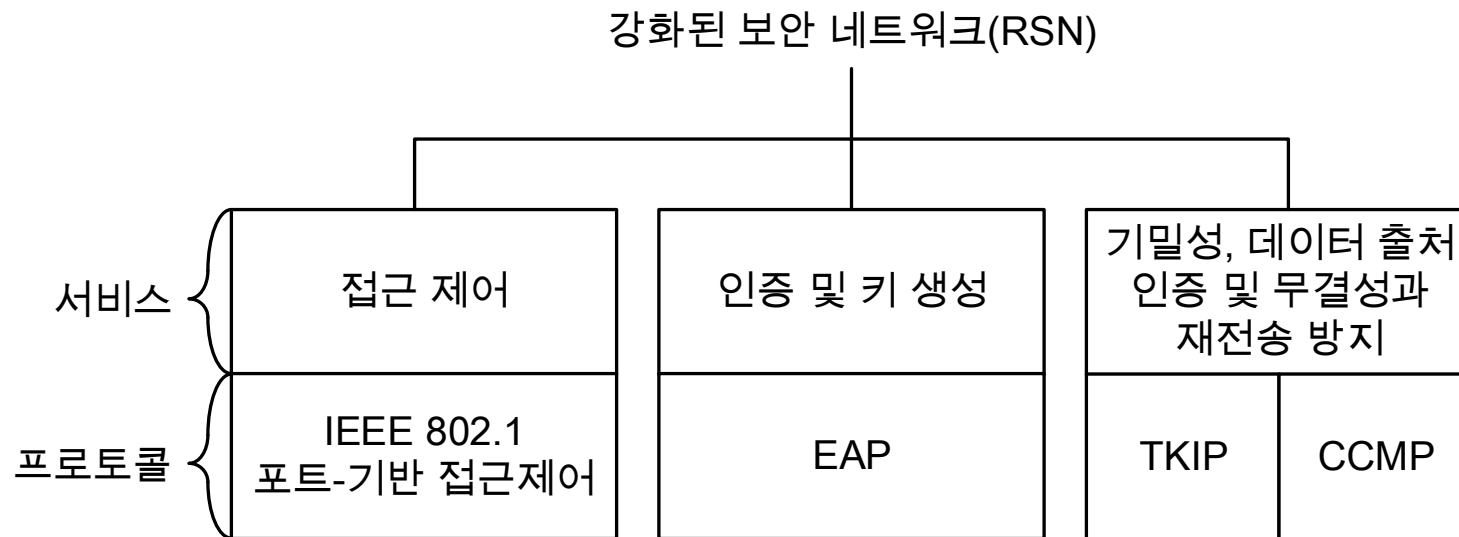 강화된 보안 네트워크(RSN)
서비스
접근 제어
인증 및 키 생성
기밀성, 데이터 출처
인증 및 무결성과
재전송 방지
프로토콜
IEEE 802.1
포트-기반 접근제어
EAP
TKIP
CCMP